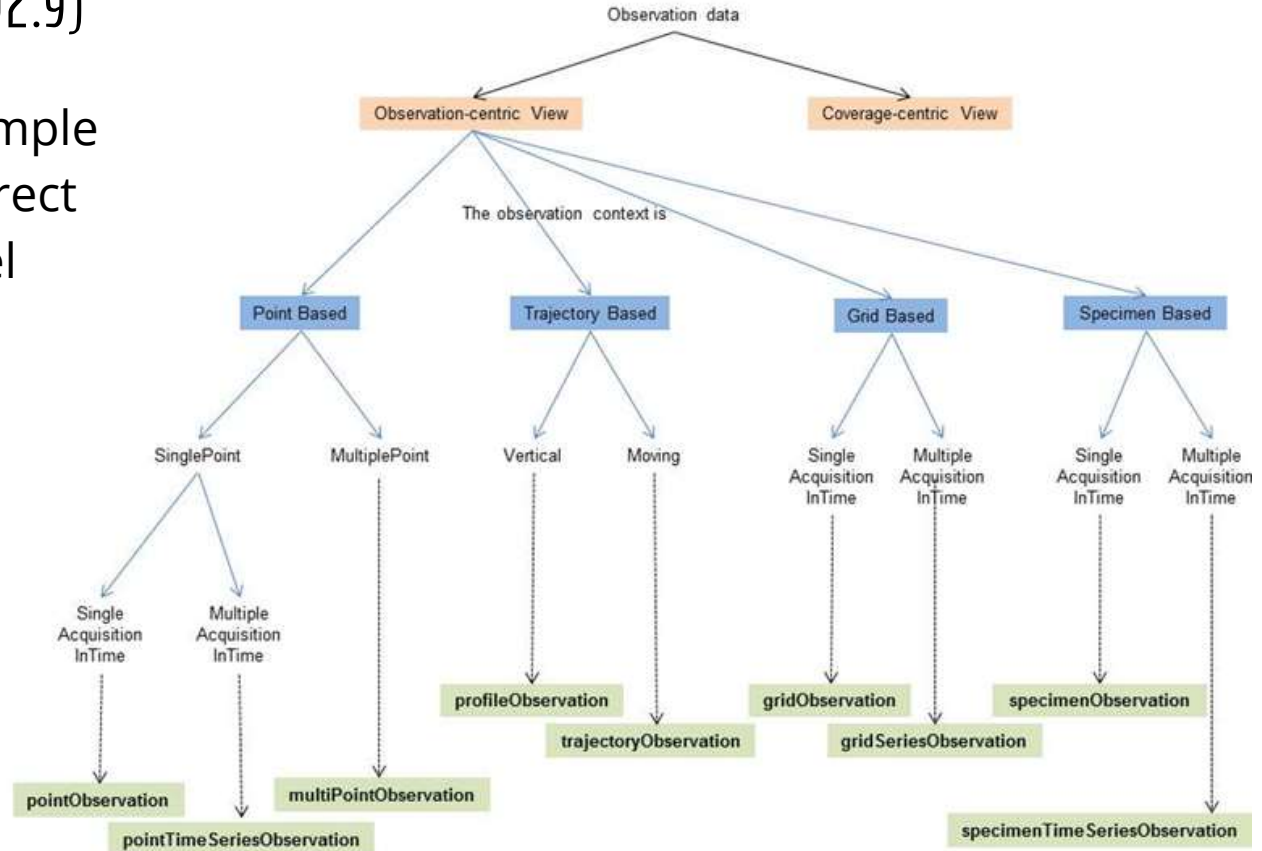 02.9)
mple
rect
el
Observation data
Observation-centric View
Coverage-centric View
The observation context is
Point Based
Trajectory Based
Grid Based
Specimen Based
SinglePoint
MultiplePoint
Vertical
Moving
Single
Acquisition
InTime
Multiple
Acquisition
InTime
Single
Acquisition
InTime
Multiple
Acquisition
InTime
Single
Acquisition
InTime
Multiple
Acquisition
InTime
profileObservation
trajectoryObservation
gridObservation
gridSeriesObservation
specimenObservation
pointObservation
multiPointObservation
pointTimeSeriesObservation
specimenTimeSeriesObservation